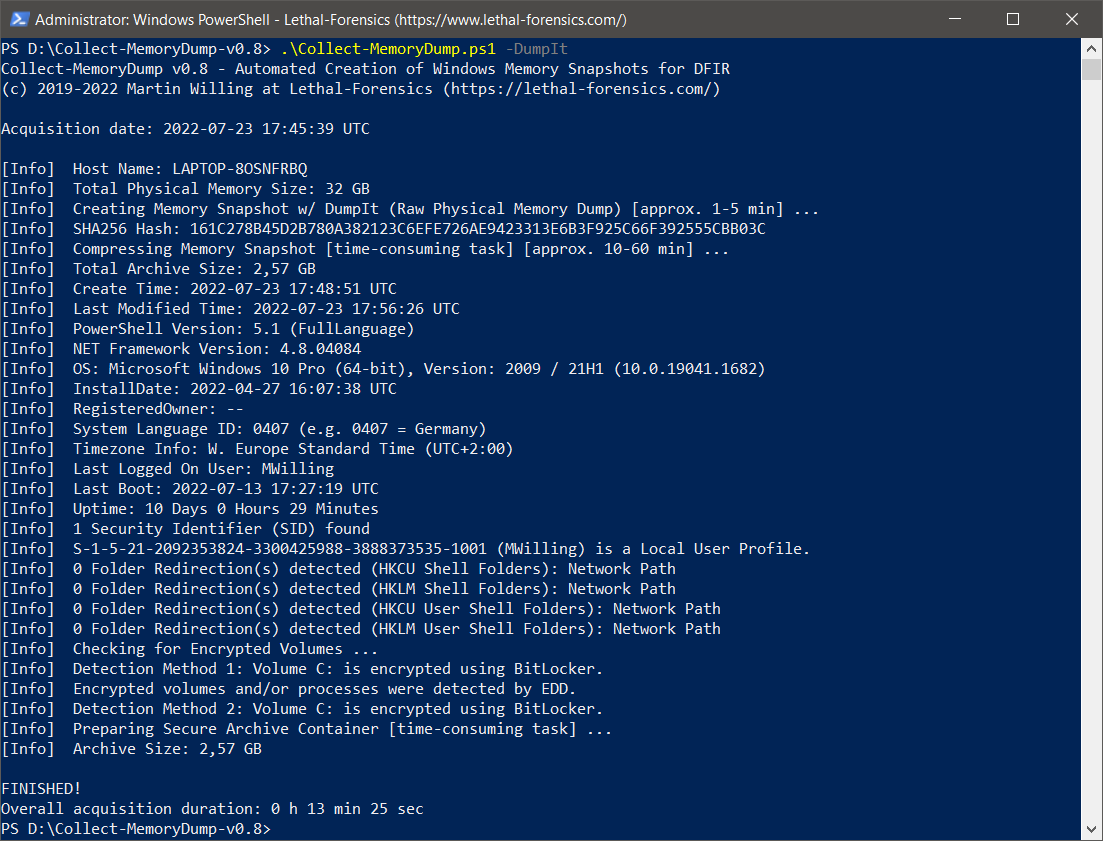 Administrator: Windows PowerShell - Lethal-Forensics (https://www.lethal-forensics.com/)
PS D:\Collect-MemoryDump-v0.8> .\Collect-MemoryDump.ps1 -DumpIt
Collect-MemoryDump v0.8 - Automated Creation of Windows Memory Snapshots for DFIR
(c) 2019-2022 Martin Willing at Lethal-Forensics (https://lethal-forensics.com/)
Acquisition date: 2022-07-23 17:45:39 UTC
[Info]  Host Name: LAPTOP-8OSNFRBQ
[Info]  Total Physical Memory Size: 32 GB
[Info]  Creating Memory Snapshot w/ DumpIt (Raw Physical Memory Dump) [approx. 1-5 min] ...
[Info]  SHA256 Hash: 161C278B45D2B780A382123C6EFE726AE9423313E6B3F925C66F392555CBB03C
[Info]  Compressing Memory Snapshot [time-consuming task] [approx. 10-60 min] ...
[Info]  Total Archive Size: 2,57 GB
[Info]  Create Time: 2022-07-23 17:48:51 UTC
[Info]  Last Modified Time: 2022-07-23 17:56:26 UTC
[Info]  PowerShell Version: 5.1 (FullLanguage)
[Info]  NET Framework Version: 4.8.04084
[Info]  OS: Microsoft Windows 10 Pro (64-bit), Version: 2009 / 21H1 (10.0.19041.1682)
[Info]  InstallDate: 2022-04-27 16:07:38 UTC
[Info]  RegisteredOwner: --
[Info]  System Language ID: 0407 (e.g. 0407 = Germany)
[Info]  Timezone Info: W. Europe Standard Time (UTC+2:00)
[Info]  Last Logged On User: MWilling
[Info]  Last Boot: 2022-07-13 17:27:19 UTC
[Info]  Uptime: 10 Days 0 Hours 29 Minutes
[Info]  1 Security Identifier (SID) found
[Info]  S-1-5-21-2092353824-3300425988-3888373535-1001 (MWilling) is a Local User Profile.
[Info]  0 Folder Redirection(s) detected (HKCU Shell Folders): Network Path
[Info]  0 Folder Redirection(s) detected (HKLM Shell Folders): Network Path
[Info]  0 Folder Redirection(s) detected (HKCU User Shell Folders): Network Path
[Info]  0 Folder Redirection(s) detected (HKLM User Shell Folders): Network Path
[Info]  Checking for Encrypted Volumes ...
[Info]  Detection Method 1: Volume C: is encrypted using BitLocker.
[Info]  Encrypted volumes and/or processes were detected by EDD.
[Info]  Detection Method 2: Volume C: is encrypted using BitLocker.
[Info]  Preparing Secure Archive Container [time-consuming task] ...
[Info]  Archive Size: 2,57 GB
FINISHED!
Overall acquisition duration: 0 h 13 min 25 sec
PS D:\Collect-MemoryDump-v0.8>